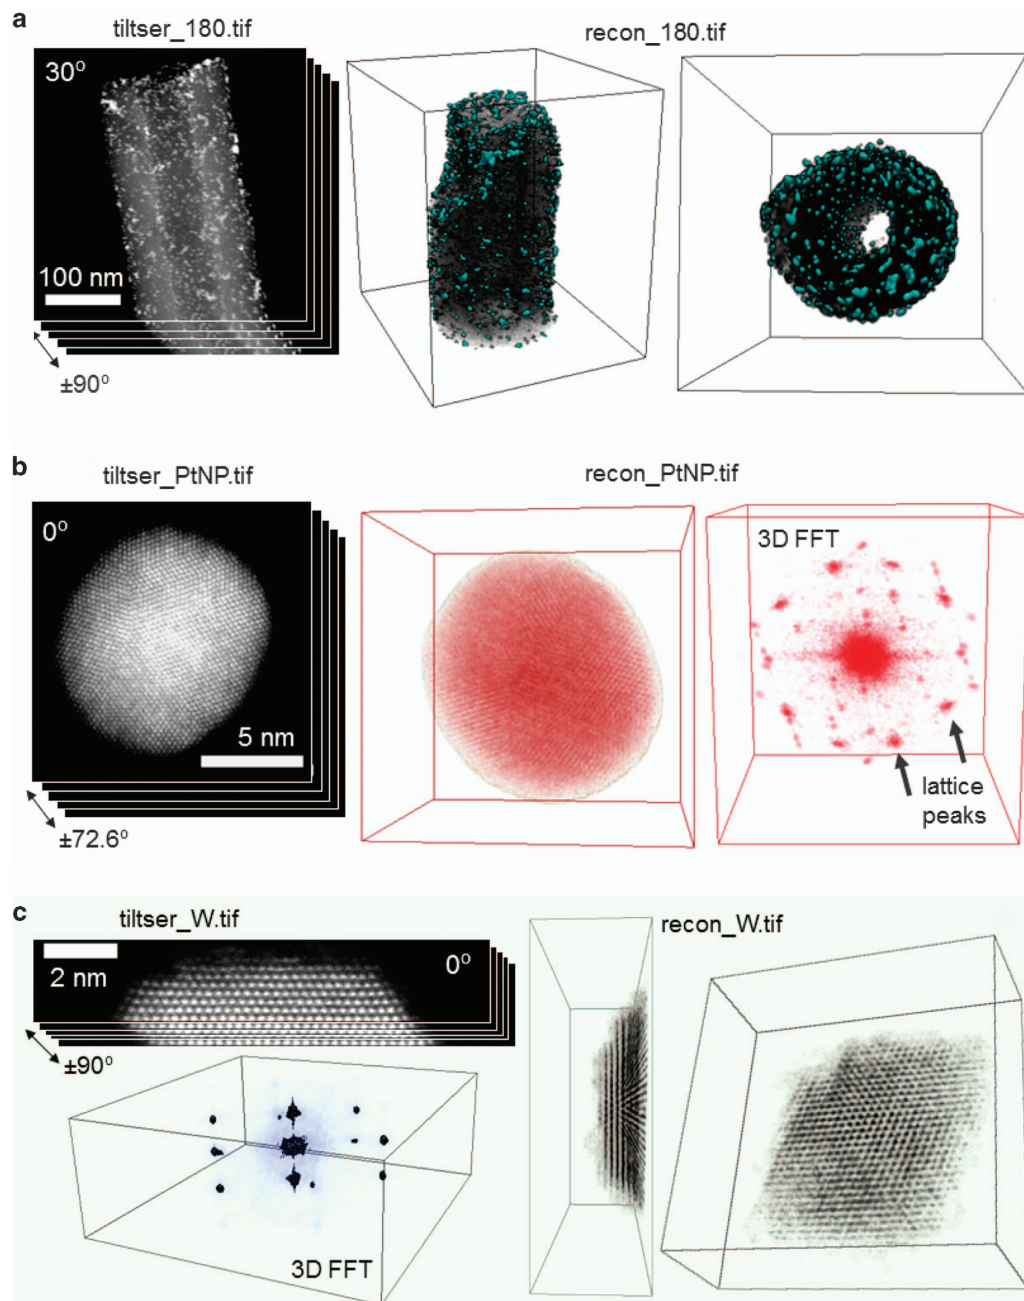 a
tiltser_180.tif
recon_180.tif
30°
100 nm
±90°
b
tiltser_PtNP.tif
recon_PtNP.tif
0°
3D FFT
5 nm
lattice
peaks
±72.6°
c
tiltser_W.tif
recon_W.tif
2 nm
0°
±90°
3D FFT